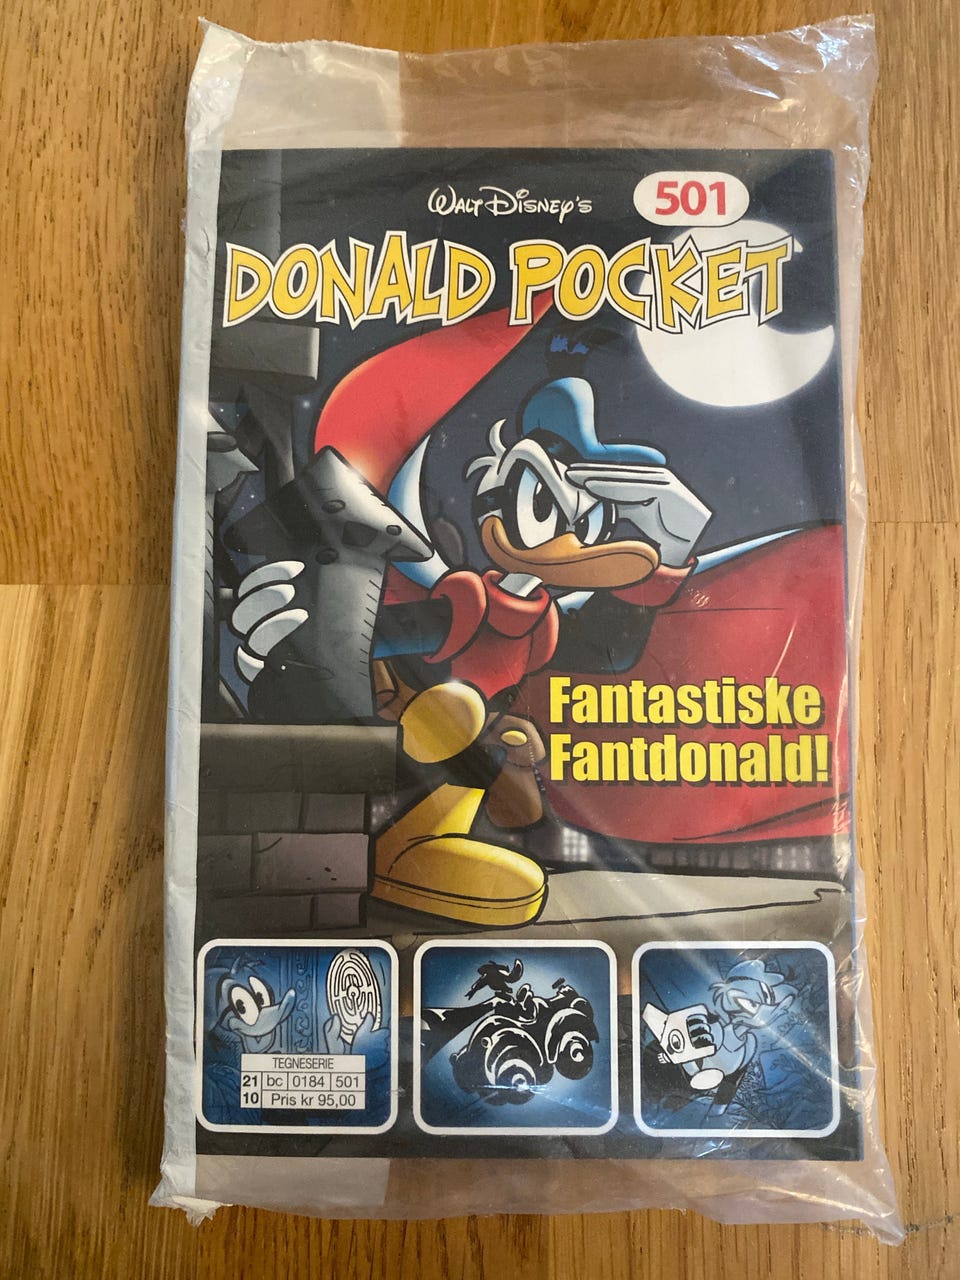 WALT DISNEY'S
501
DONALD POCKET
Fantastiske
Fantdonald!
TEGNESERIE
21 bc 0184 501
10 Pris kr 95,00